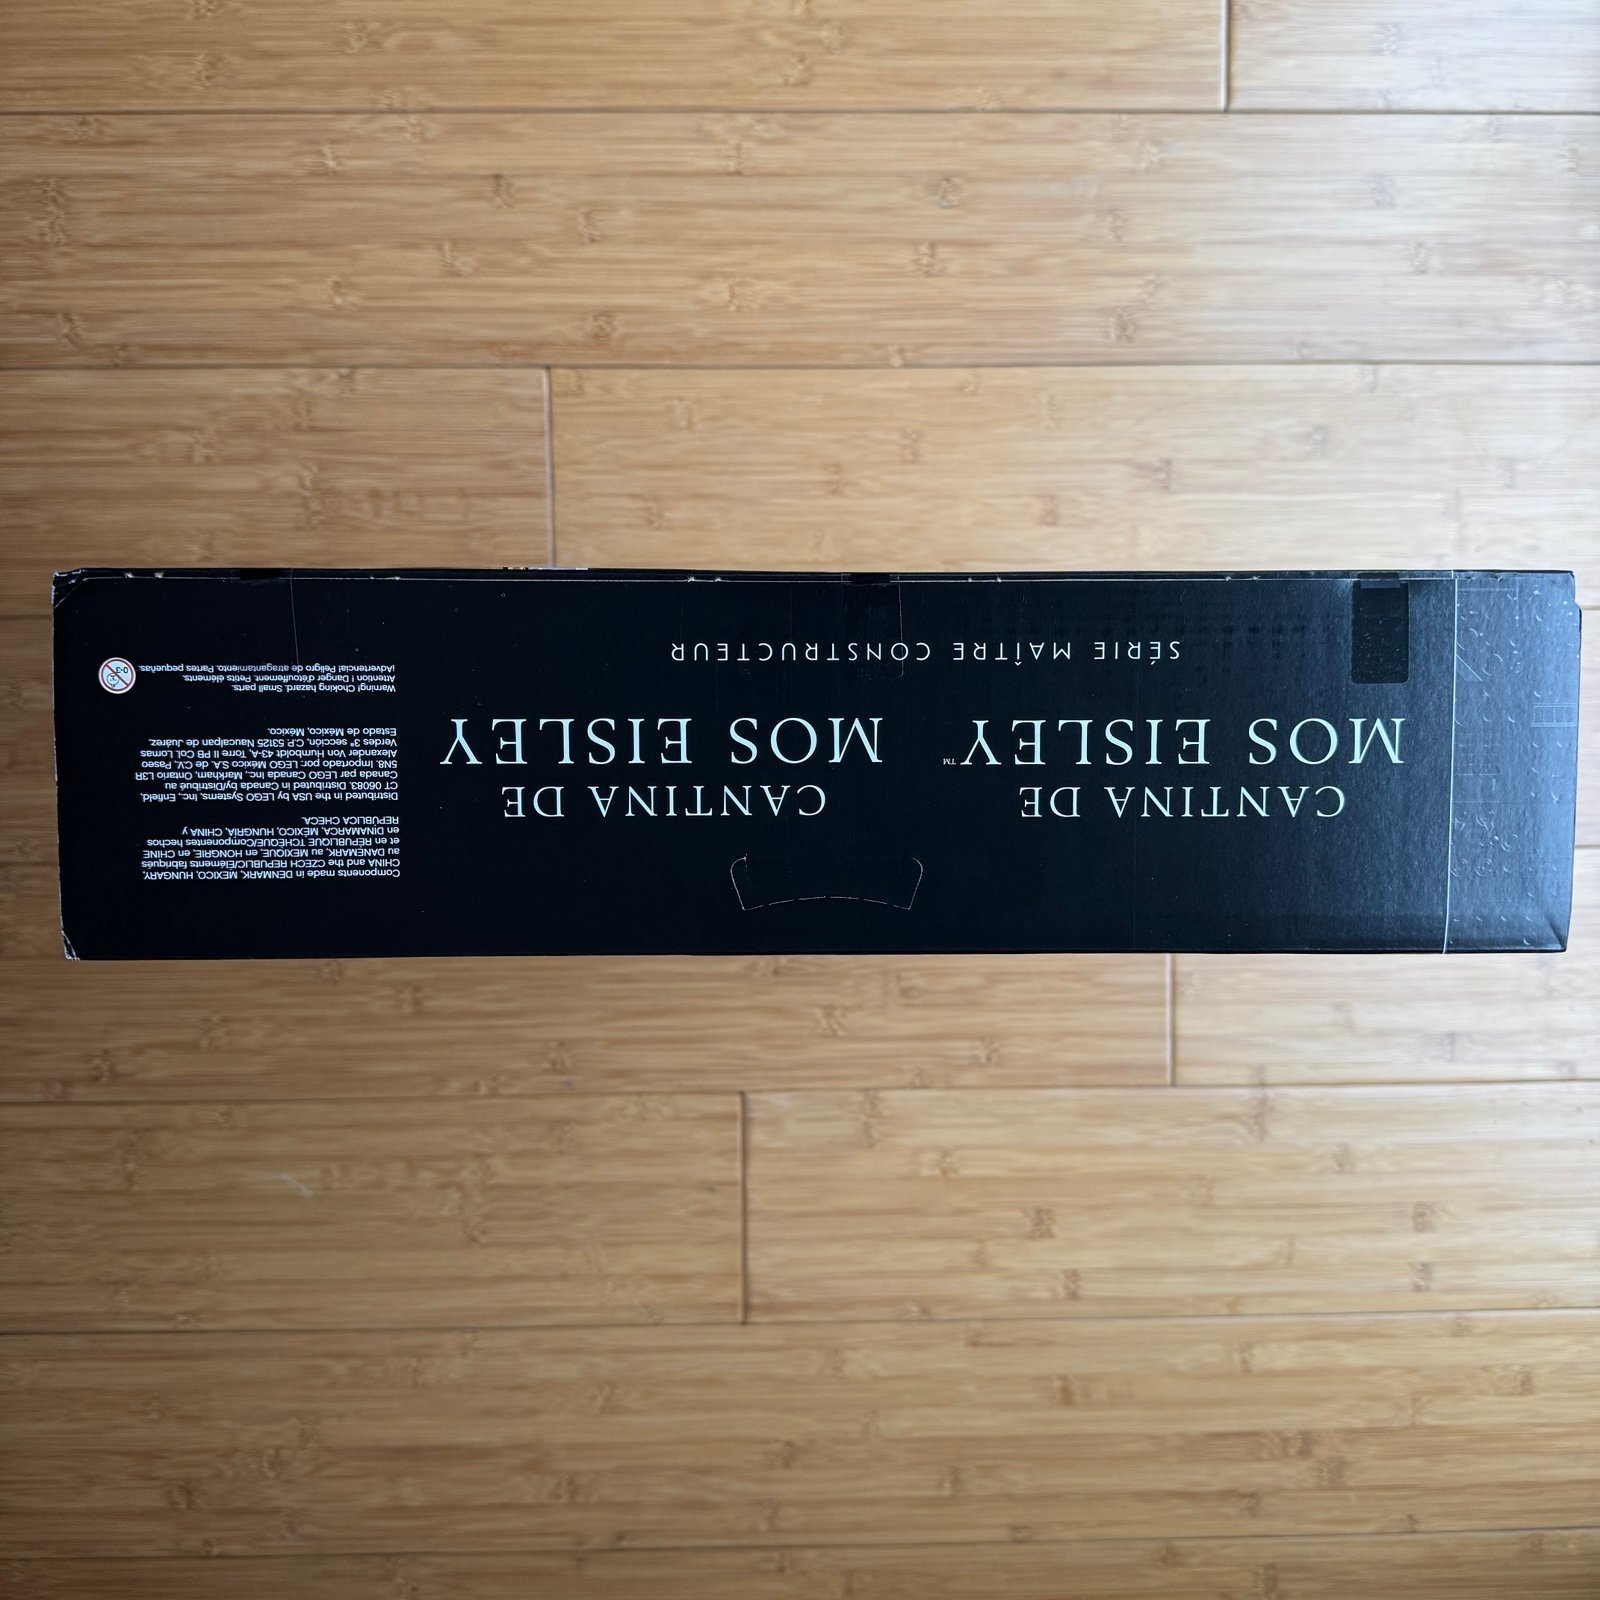 SÉRIE MAÎTRE CONSTRUCTEUR
CANTINA DE
MOS EISLEY™
CANTINA DE
MOS EISLEY
Components made in DENMARK, MEXICO, HUNGARY,
CHINA and the CZECH REPUBLIC/Éléments fabriqués
au DANEMARK, au MEXIQUE, en HONGRIE, en CHINE
et en RÉPUBLIQUE TCHÈQUE/Componentes hechos
en DINAMARCA, MÉXICO, HUNGRÍA, CHINA y
REPÚBLICA CHECA.
Distributed in the USA by LEGO Systems, Inc., Enfield,
CT 06083. Distributed in Canada by/Distribué au
Canada par LEGO Canada Inc., Markham, Ontario L3R
5N8. Importado por: LEGO México S.A. de C.V., Paseo
Alexander Von Humboldt 43-A, Torre II PB Col. Lomas
Verdes 3ª sección, C.P. 53125 Naucalpan de Juárez,
Estado de México, México.
Warning! Choking hazard. Small parts.
Attention ! Danger d'étouffement. Petits éléments.
¡Advertencia! Peligro de atragantamiento. Partes pequeñas.
0-3